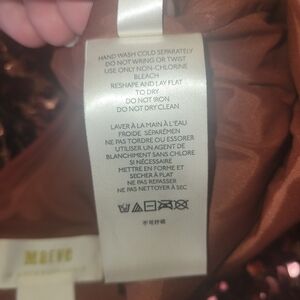 HAND WASH COLD SEPARATELY
DO NOT WRING OR TWIST
USE ONLY NON-CHLORINE
BLEACH
RESHAPE AND LAY FLAT
TO DRY
DO NOT IRON
DO NOT DRY CLEAN
LAVER À LA MAIN À L'EAU
FROIDE SÉPARÉMEN
NE PAS TORDRE OU ESSORER
UTILISER UN AGENT DE
BLANCHIMENT SANS CHLORE
SI NÉCESSAIRE
METTRE EN FORME ET
SÉCHER À PLAT
NE PAS REPASSER
NE PAS NETTOYER À SEC
Maeve